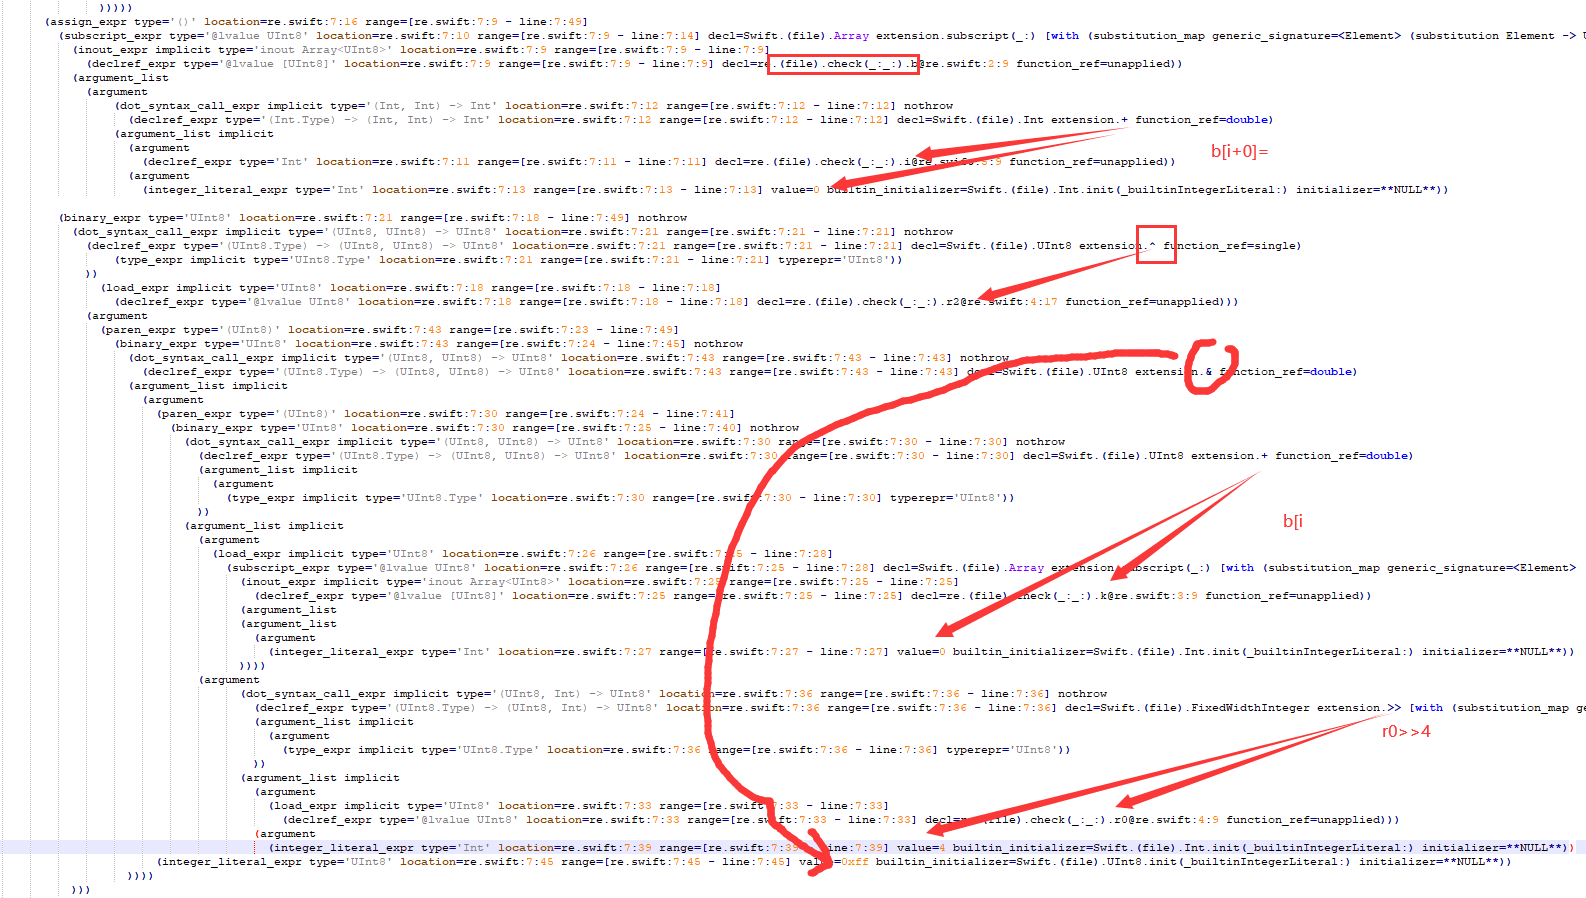 )))))
(assign_expr type='()' location=re.swift:7:16 range=[re.swift:7:9 - line:7:49]
(subscript_expr type='@lvalue UInt8' location=re.swift:7:10 range=[re.swift:7:9 - line:7:14] decl=Swift.(file).Array extension.subscript(_:) [with (substitution_map generic_signature=<Element> (substitution Element -> U
(inout_expr implicit type='inout Array<UInt8>' location=re.swift:7:9 range=[re.swift:7:9 - line:7:9]
(declref_expr type='@lvalue [UInt8]' location=re.swift:7:9 range=[re.swift:7:9 - line:7:9] decl=re.(file).check(_:_:).b@re.swift:2:9 function_ref=unapplied))
(argument_list
(argument
(dot_syntax_call_expr implicit type='(Int, Int) -> Int' location=re.swift:7:12 range=[re.swift:7:12 - line:7:12] nothrow
(declref_expr type='(Int.Type) -> (Int, Int) -> Int' location=re.swift:7:12 range=[re.swift:7:12 - line:7:12] decl=Swift.(file).Int extension.+ function_ref=double)
(argument_list implicit
(argument
b[i+0]=
(declref_expr type='Int' location=re.swift:7:11 range=[re.swift:7:11 - line:7:11] decl=re.(file).check(_:_:).i@re.swift:5:9 function_ref=unapplied))
(argument
(integer_literal_expr type='Int' location=re.swift:7:13 range=[re.swift:7:13 - line:7:13] value=0 builtin_initializer=Swift.(file).Int.init(_builtinIntegerLiteral:) initializer=**NULL**))
(binary_expr type='UInt8' location=re.swift:7:21 range=[re.swift:7:18 - line:7:49] nothrow
(dot_syntax_call_expr implicit type='(UInt8, UInt8) -> UInt8' location=re.swift:7:21 range=[re.swift:7:21 - line:7:21] nothrow
(declref_expr type='(UInt8.Type) -> (UInt8, UInt8) -> UInt8' location=re.swift:7:21 range=[re.swift:7:21 - line:7:21] decl=Swift.(file).UInt8 extension.^ function_ref=single)
(type_expr implicit type='UInt8.Type' location=re.swift:7:21 range=[re.swift:7:21 - line:7:21] typerepr='UInt8'))
))
(load_expr implicit type='UInt8' location=re.swift:7:18 range=[re.swift:7:18 - line:7:18]
(declref_expr type='@lvalue UInt8' location=re.swift:7:18 range=[re.swift:7:18 - line:7:18] decl=re.(file).check(_:_:).r2@re.swift:4:17 function_ref=unapplied)))
(argument
(paren_expr type='(UInt8)' location=re.swift:7:43 range=[re.swift:7:23 - line:7:49]
(binary_expr type='UInt8' location=re.swift:7:43 range=[re.swift:7:24 - line:7:45] nothrow
(dot_syntax_call_expr implicit type='(UInt8, UInt8) -> UInt8' location=re.swift:7:43 range=[re.swift:7:43 - line:7:43] nothrow
(declref_expr type='(UInt8.Type) -> (UInt8, UInt8) -> UInt8' location=re.swift:7:43 range=[re.swift:7:43 - line:7:43] decl=Swift.(file).UInt8 extension.& function_ref=double)
(argument_list implicit
(argument
(paren_expr type='(UInt8)' location=re.swift:7:30 range=[re.swift:7:24 - line:7:41]
(binary_expr type='UInt8' location=re.swift:7:30 range=[re.swift:7:25 - line:7:40] nothrow
(dot_syntax_call_expr implicit type='(UInt8, UInt8) -> UInt8' location=re.swift:7:30 range=[re.swift:7:30 - line:7:30] nothrow
(declref_expr type='(UInt8.Type) -> (UInt8, UInt8) -> UInt8' location=re.swift:7:30 range=[re.swift:7:30 - line:7:30] decl=Swift.(file).UInt8 extension.+ function_ref=double)
(argument_list implicit
(argument
(type_expr implicit type='UInt8.Type' location=re.swift:7:30 range=[re.swift:7:30 - line:7:30] typerepr='UInt8'))
))
(argument_list implicit
b[i
(argument
(load_expr implicit type='UInt8' location=re.swift:7:26 range=[re.swift:7:25 - line:7:28]
(subscript_expr type='@lvalue UInt8' location=re.swift:7:26 range=[re.swift:7:25 - line:7:28] decl=Swift.(file).Array extension.subscript(_:) [with (substitution_map generic_signature=<Element>
(inout_expr implicit type='inout Array<UInt8>' location=re.swift:7:25 range=[re.swift:7:25 - line:7:25]
(declref_expr type='@lvalue [UInt8]' location=re.swift:7:25 range=[re.swift:7:25 - line:7:25] decl=re.(file).check(_:_:).k@re.swift:3:9 function_ref=unapplied))
(argument_list
(argument_list
(argument
(integer_literal_expr type='Int' location=re.swift:7:27 range=[re.swift:7:27 - line:7:27] value=0 builtin_initializer=Swift.(file).Int.init(_builtinIntegerLiteral:) initializer=**NULL**))
))))
(argument
(dot_syntax_call_expr implicit type='(UInt8, Int) -> UInt8' location=re.swift:7:36 range=[re.swift:7:36 - line:7:36] nothrow
(declref_expr type='(UInt8.Type) -> (UInt8, Int) -> UInt8' location=re.swift:7:36 range=[re.swift:7:36 - line:7:36] decl=Swift.(file).FixedWidthInteger extension.>> [with (substitution_map ge
(argument_list implicit
r0>>4
(argument
(type_expr implicit type='UInt8.Type' location=re.swift:7:36 range=[re.swift:7:36 - line:7:36] typerepr='UInt8'))
))
(argument_list implicit
(argument
(load_expr implicit type='UInt8' location=re.swift:7:33 range=[re.swift:7:33 - line:7:33]
(declref_expr type='@lvalue UInt8' location=re.swift:7:33 range=[re.swift:7:33 - line:7:33] decl=re.(file).check(_:_:).r0@re.swift:4:9 function_ref=unapplied)))
(argument
(integer_literal_expr type='Int' location=re.swift:7:39 range=[re.swift:7:39 - line:7:39] value=4 builtin_initializer=Swift.(file).Int.init(_builtinIntegerLiteral:) initializer=**NULL**))
(integer_literal_expr type='UInt8' location=re.swift:7:45 range=[re.swift:7:45 - line:7:45] value=0xff builtin_initializer=Swift.(file).UInt8.init(_builtinIntegerLiteral:) initializer=**NULL**))
))))
)))